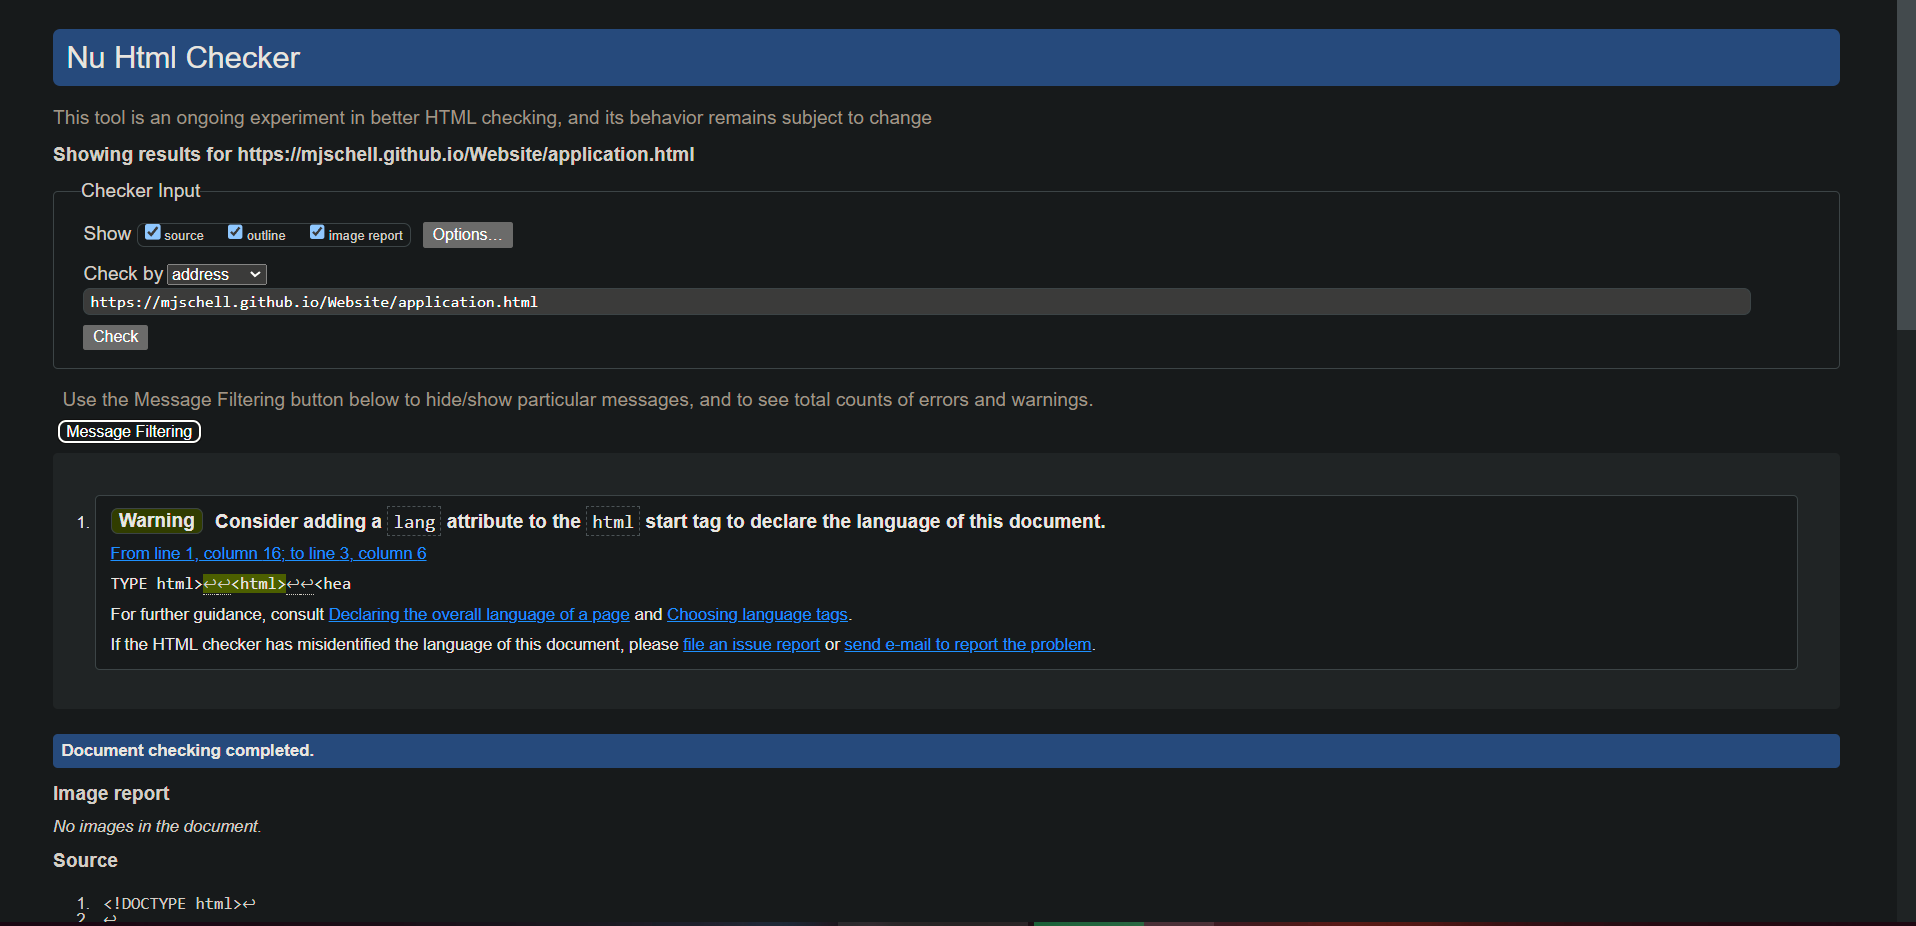 Nu Html Checker
This tool is an ongoing experiment in better HTML checking, and its behavior remains subject to change
Showing results for https://mjschell.github.io/Website/application.html
Checker Input
Show source outline image report Options...
Check by address
https://mjschell.github.io/Website/application.html
Check
Use the Message Filtering button below to hide/show particular messages, and to see total counts of errors and warnings.
Message Filtering
1. Warning Consider adding a lang attribute to the html start tag to declare the language of this document.
From line 1, column 16; to line 3, column 6
TYPE html>↩↩<html>↩↩<hea
For further guidance, consult Declaring the overall language of a page and Choosing language tags.
If the HTML checker has misidentified the language of this document, please file an issue report or send e-mail to report the problem.
Document checking completed.
Image report
No images in the document.
Source
1. <!DOCTYPE html>↩
2. ↩